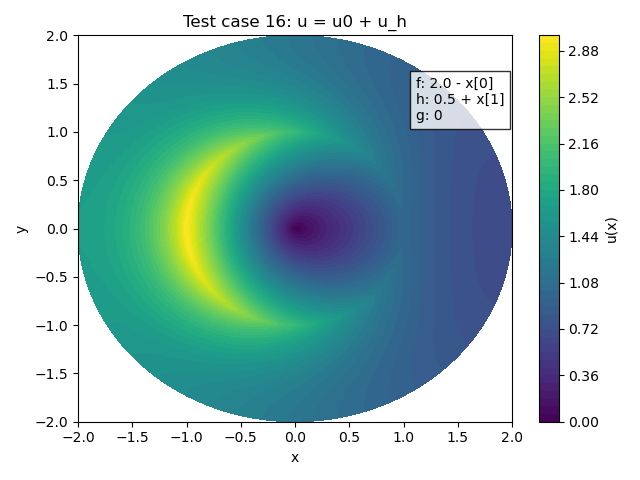 Test case 16: u = u0 + u_h
f: 2.0 - x[0]
h: 0.5 + x[1]
g: 0
2.0
1.5
1.0
0.5
0.0
−0.5
−1.0
−1.5
−2.0
y
−2.0 −1.5 −1.0 −0.5 0.0 0.5 1.0 1.5 2.0
x
2.88
2.52
2.16
1.80
1.44
1.08
0.72
0.36
0.00
u(x)